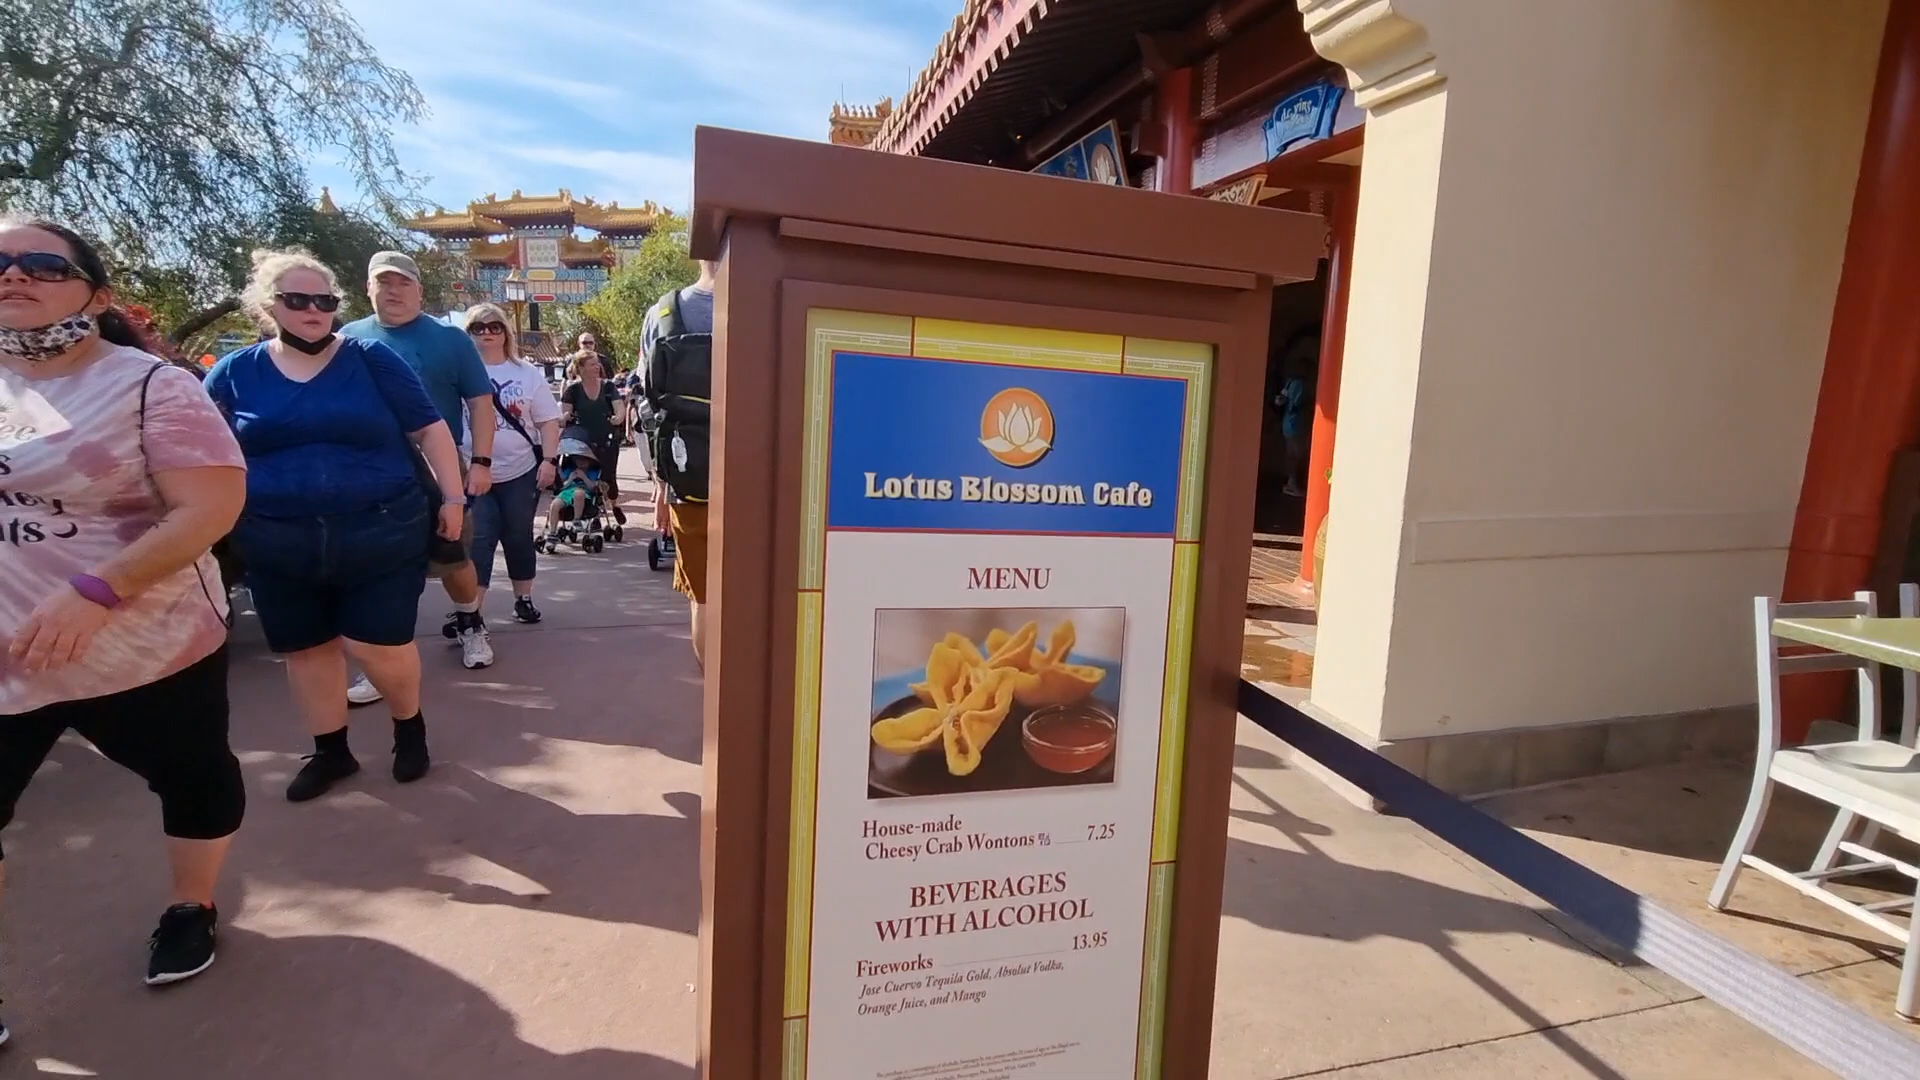 Lotus Blossom Cafe
MENU
House-made
Cheesy Crab Wontons 7.25
BEVERAGES
WITH ALCOHOL
13.95
Fireworks
Jose Cuervo Tequila Gold, Absolut Vodka,
Orange Juice, and Mango